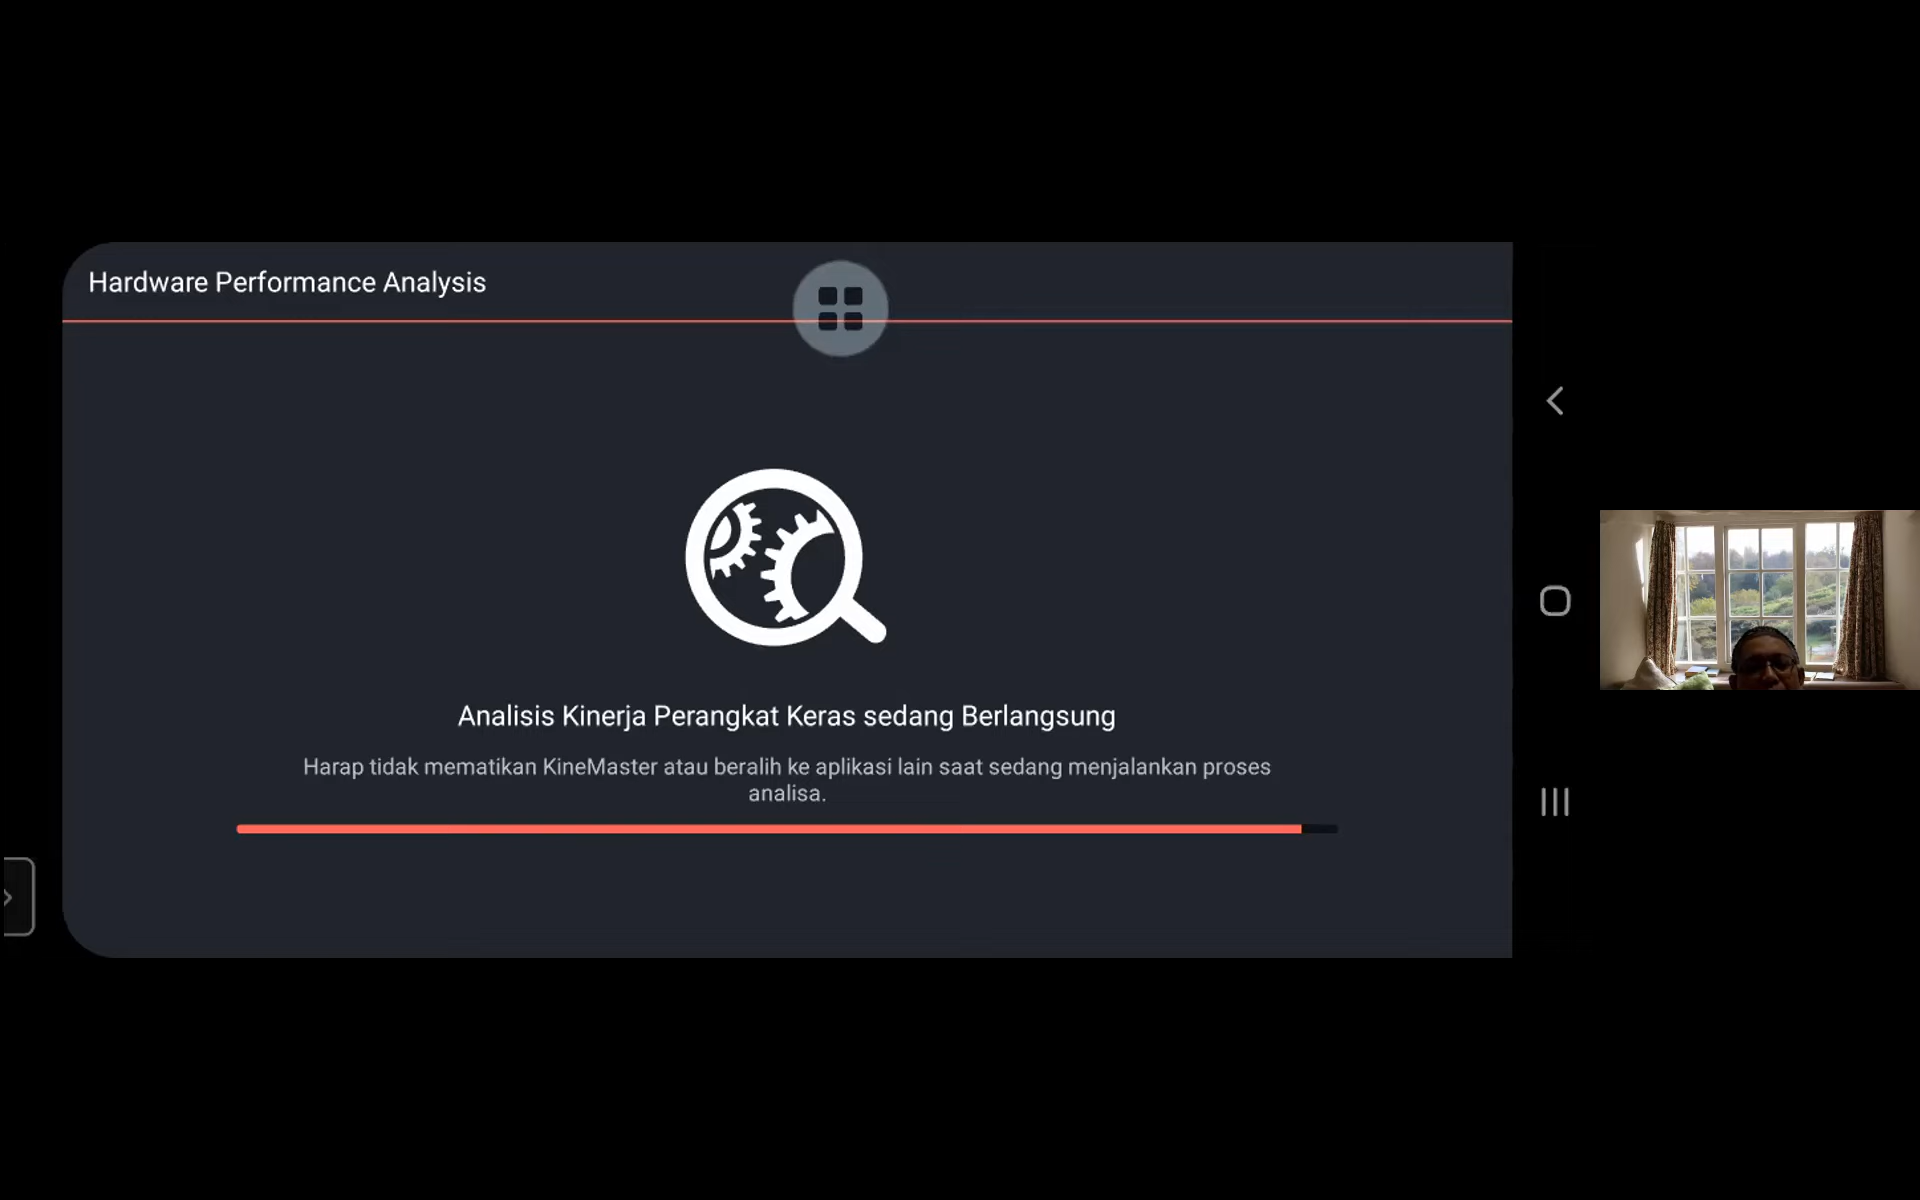 Hardware Performance Analysis
Analisis Kinerja Perangkat Keras sedang Berlangsung
Harap tidak mematikan KineMaster atau beralih ke aplikasi lain saat sedang menjalankan proses
analisa.